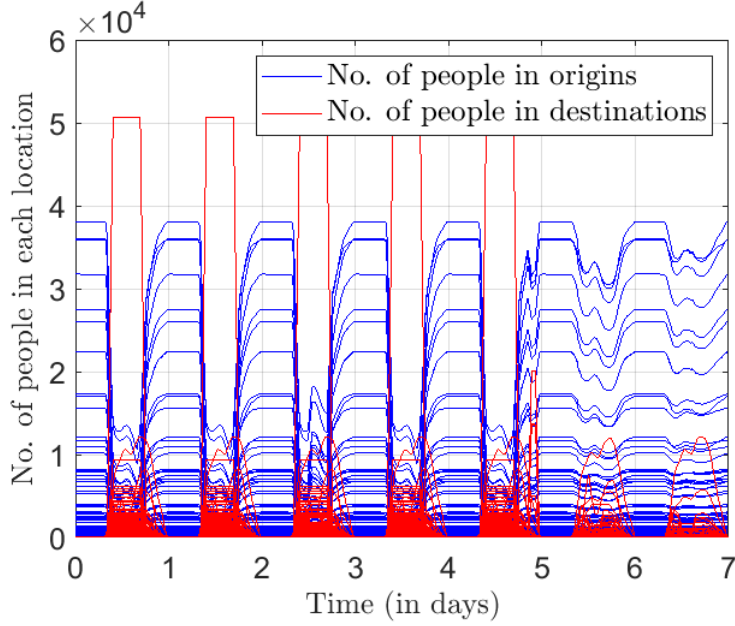 ×10⁴
6
5
4
3
2
1
0
No. of people in each location
No. of people in origins
No. of people in destinations
0 1 2 3 4 5 6 7
Time (in days)